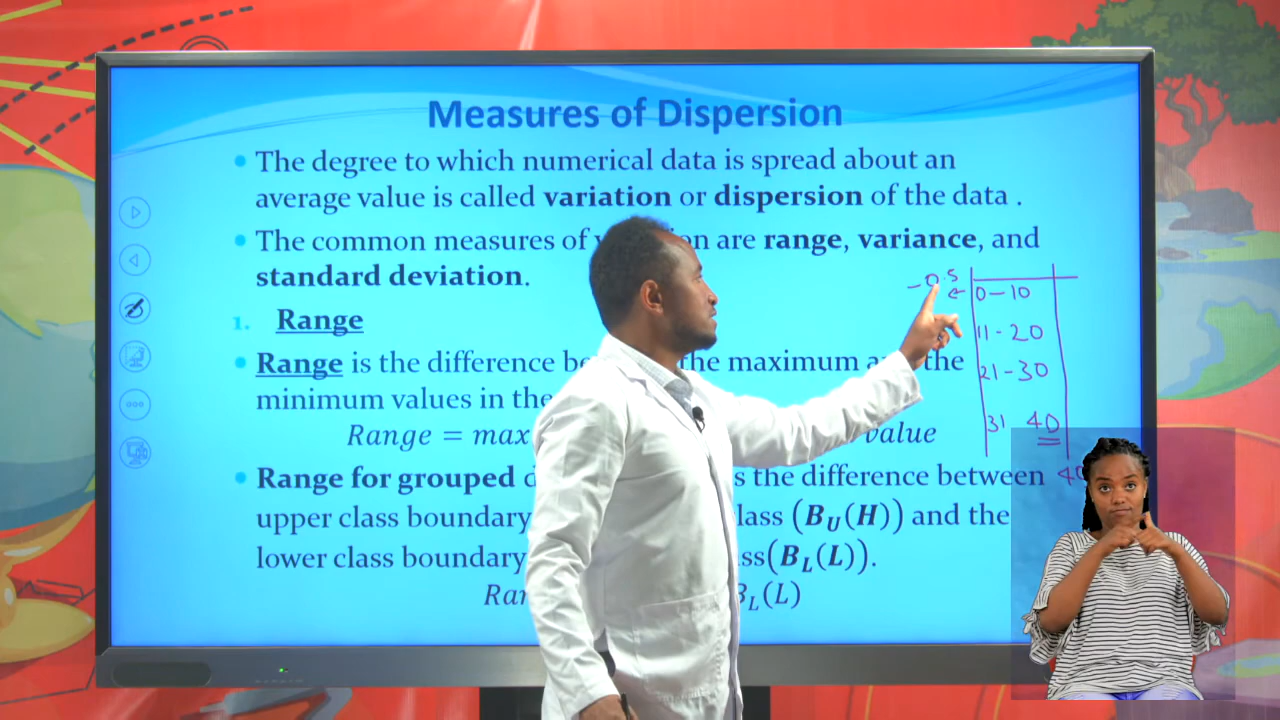 Measures of Dispersion
• The degree to which numerical data is spread about an
average value is called variation or dispersion of the data .
• The common measures of are range, variance, and
standard deviation.
1. Range
• Range is the difference the maximum the
minimum values in the
Range = max value
• Range for grouped s the difference between
upper class boundary (B_U(H)) and the
lower class boundary (B_L(L)).
B_L(L)
-0.5 ← 0-10
11-20
21-30
31 40
40